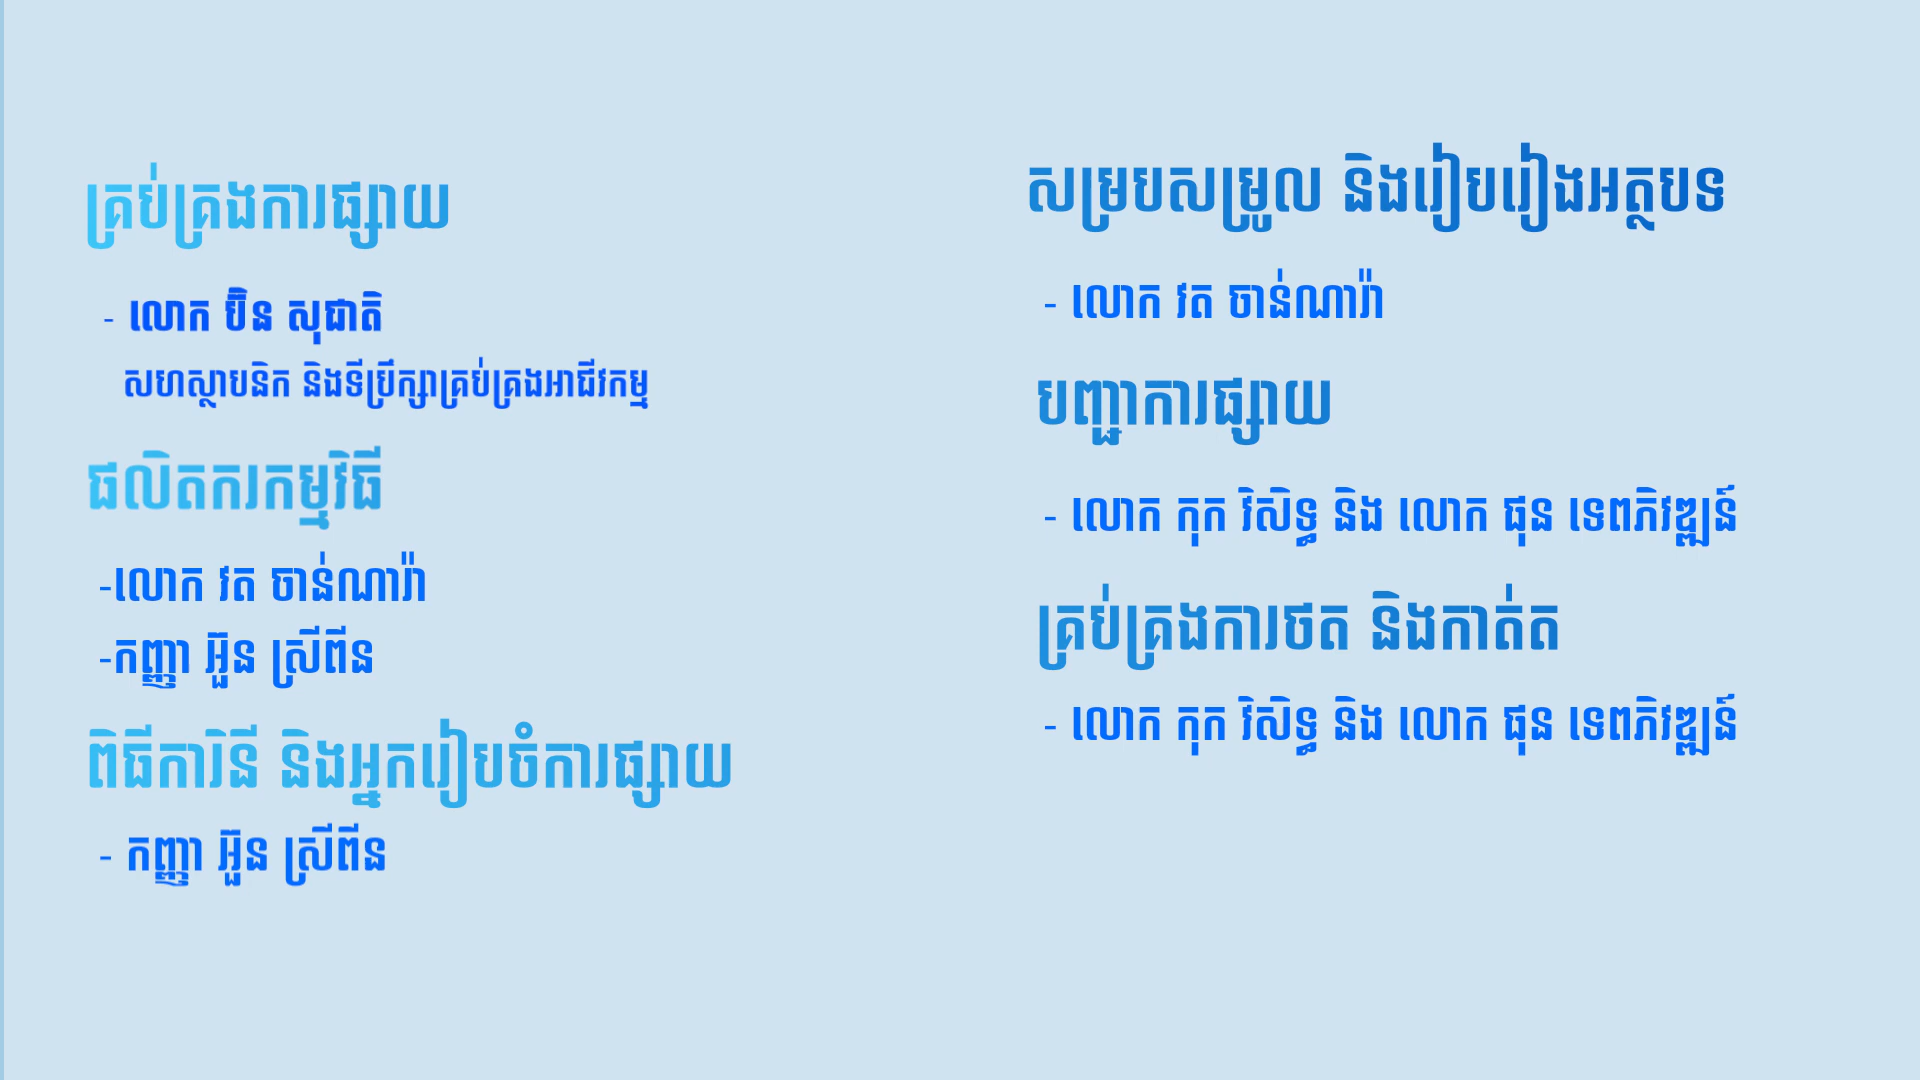 គ្រប់គ្រងការផ្សាយ
- លោក ប៊ិន សុជាតិ
សហស្ថាបនិក និងទីប្រឹក្សាគ្រប់គ្រងអាជីវកម្ម
ផលិតករកម្មវិធី
-លោក វត ចាន់ណារ៉ា
-កញ្ញា អ៊ួន ស្រីពីន
ពិធីការិនី និងអ្នករៀបចំការផ្សាយ
- កញ្ញា អ៊ួន ស្រីពីន
សម្របសម្រួល និងរៀបរៀងអត្ថបទ
- លោក វត ចាន់ណារ៉ា
បញ្ជាការផ្សាយ
- លោក កុក វិសិទ្ធ និង លោក ផុន ទេពភិវឌ្ឍន៍
គ្រប់គ្រងការថត និងកាត់ត
- លោក កុក វិសិទ្ធ និង លោក ផុន ទេពភិវឌ្ឍន៍